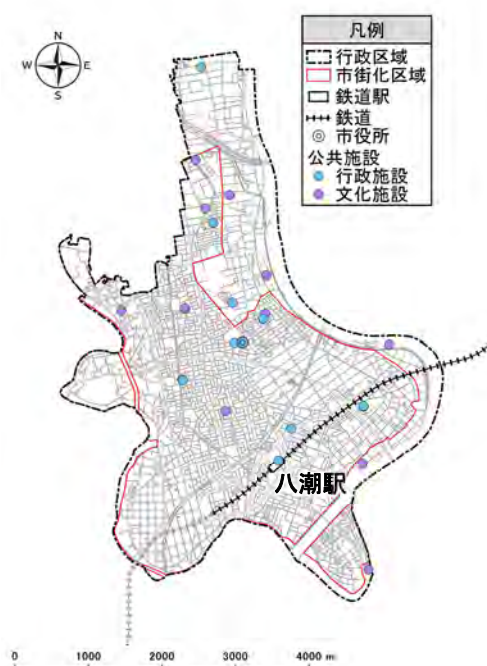 N
W E
S
凡例
行政区域
市街化区域
鉄道駅
鉄道
市役所
公共施設
行政施設
文化施設
八潮駅
0 1000 2000 3000 4000 m